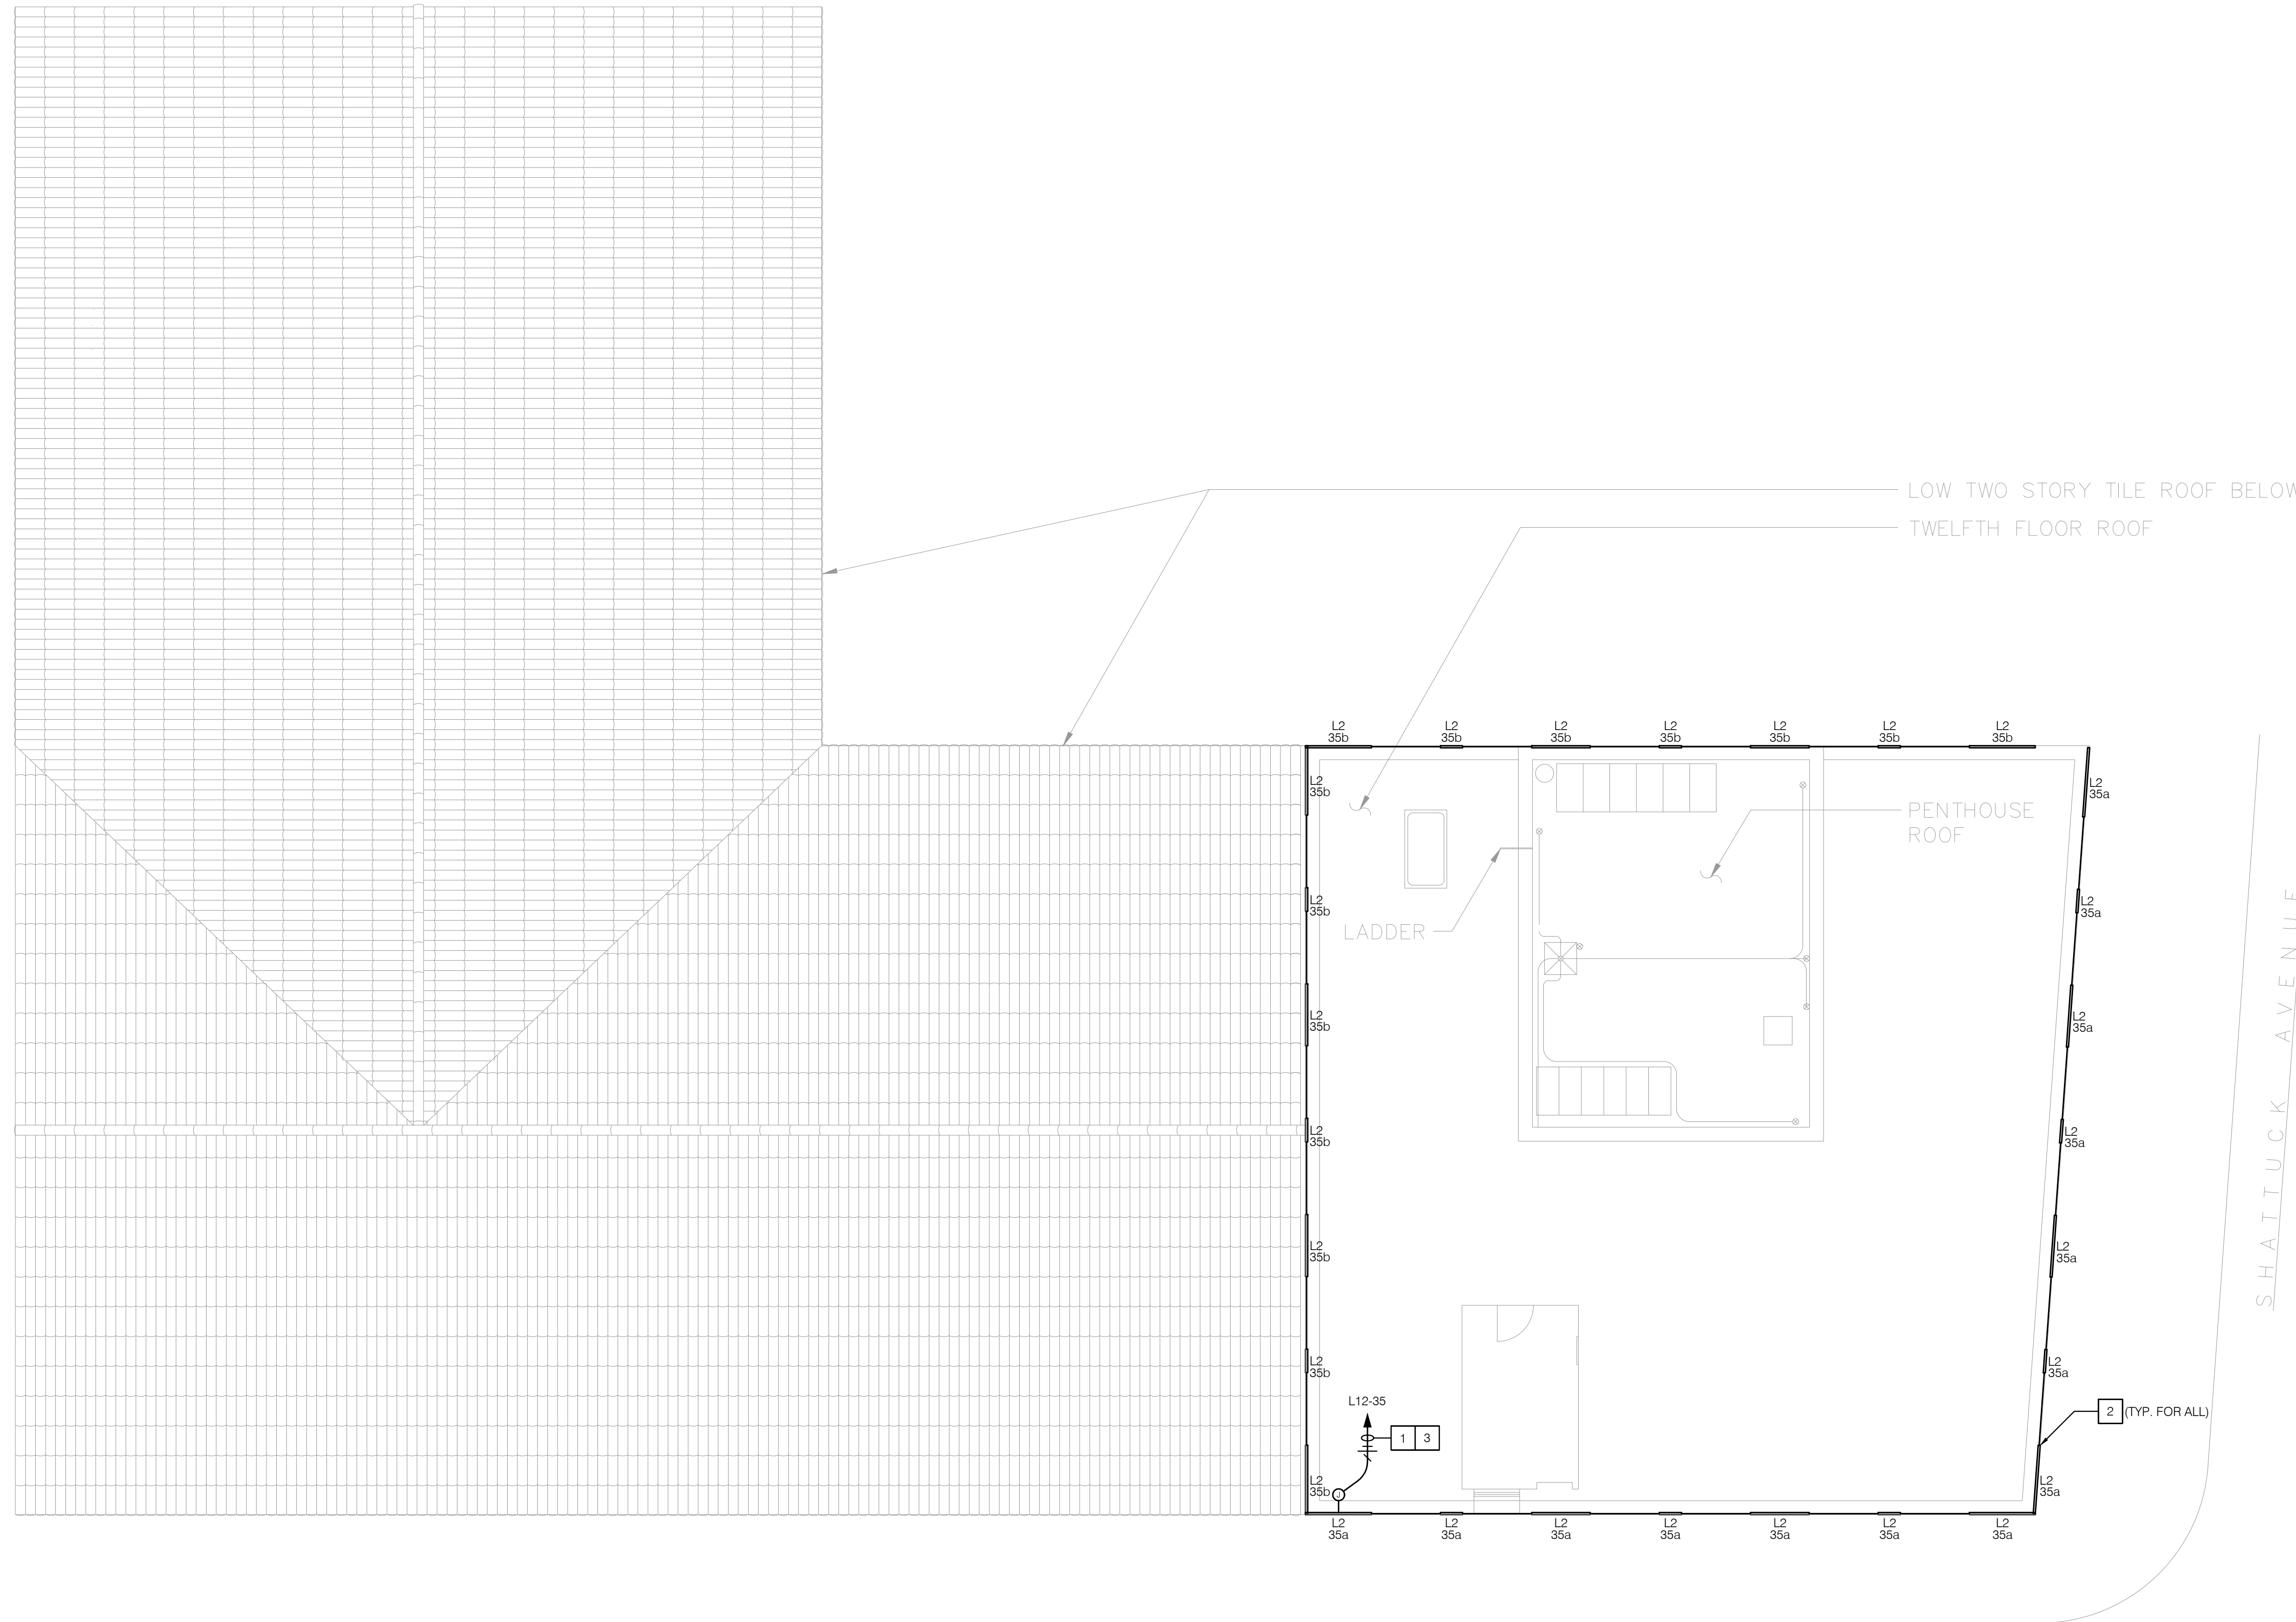 LOW TWO STORY TILE ROOF BELOW
TWELFTH FLOOR ROOF
L2
35b
L2
35b
L2
35b
L2
35b
L2
35b
L2
35b
L2
35b
L2
35b
L2
35a
PENTHOUSE
ROOF
L2
35b
L2
35a
LADDER
L2
35b
L2
35a
L2
35b
L2
35a
SHATTUCK AVENUE
L2
35b
L2
35a
L2
35b
L2
35a
L12-35
1 3
2 (TYP. FOR ALL)
L2
35b
J
L2
35a
L2
35a
L2
35a
L2
35a
L2
35a
L2
35a
L2
35a
L2
35a